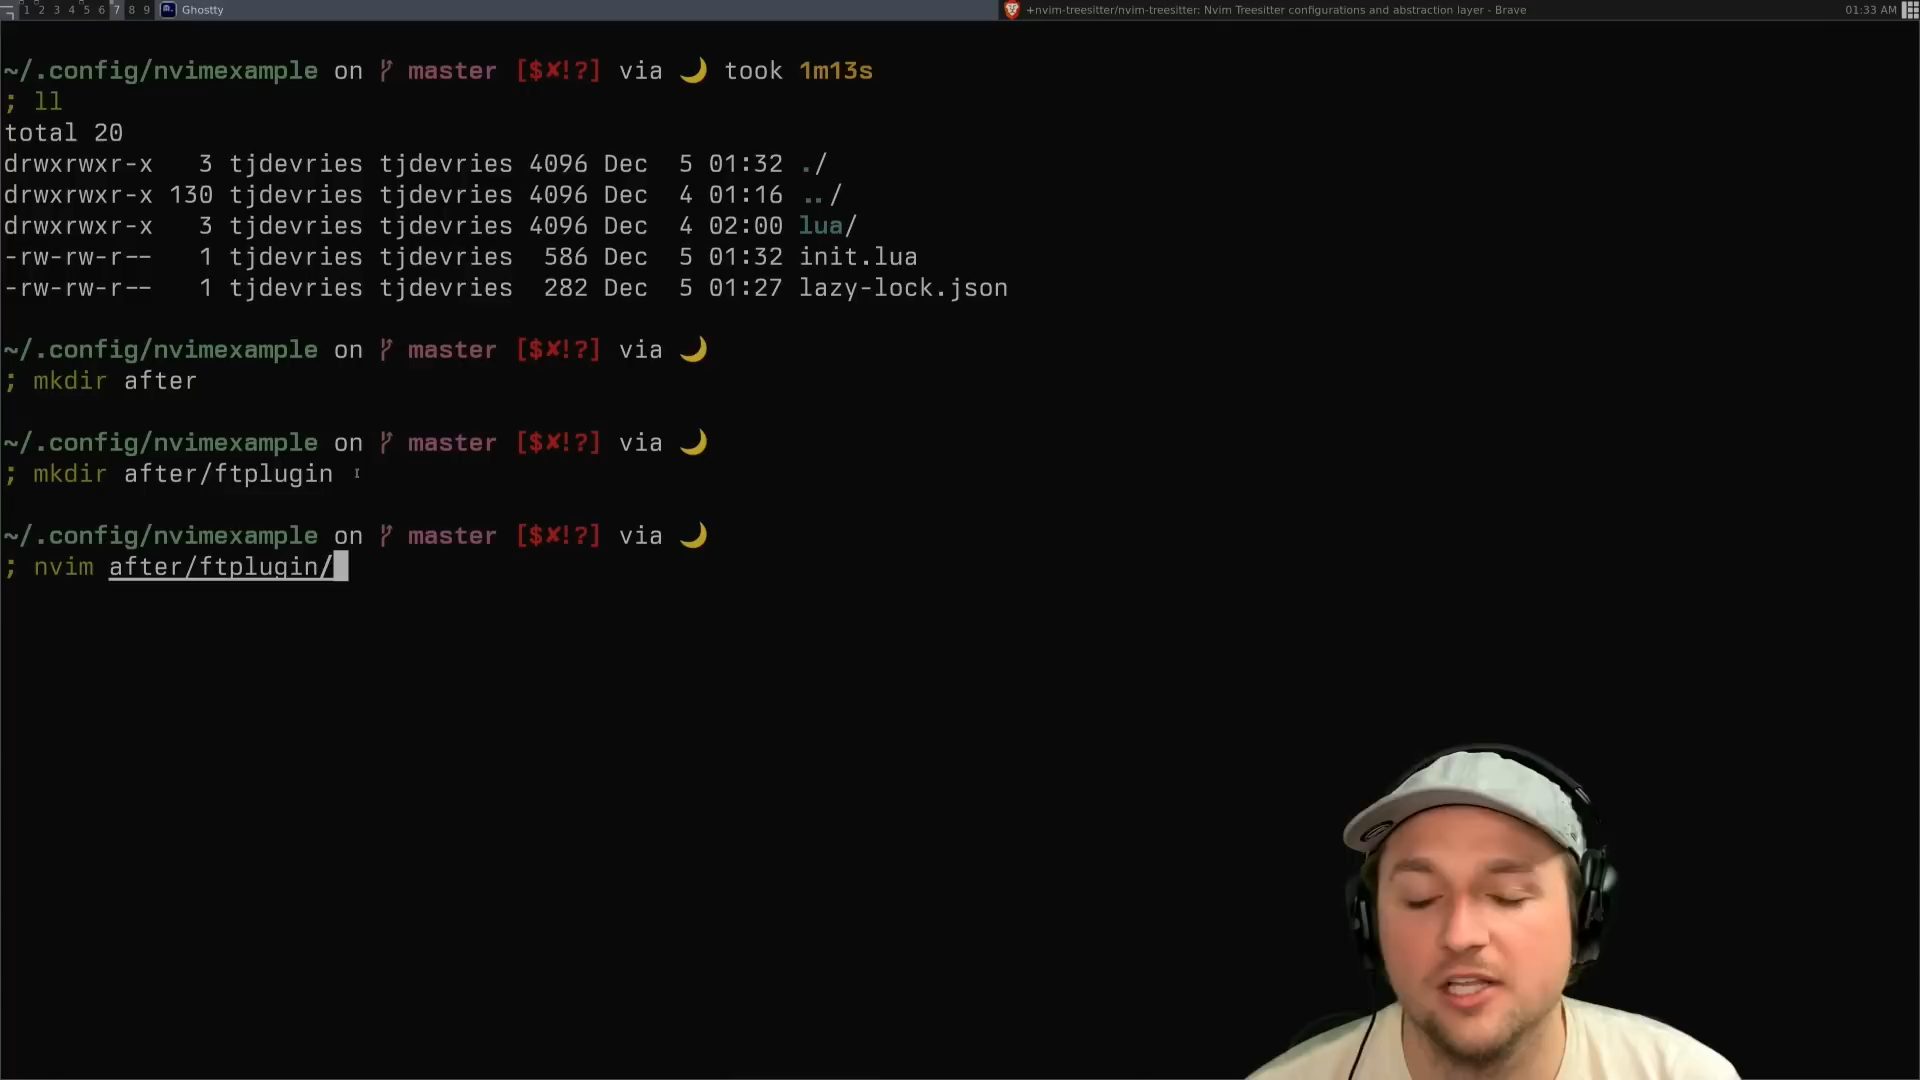 1 2 3 4 5 6 7 8 9 Ghostty +nvim-treesitter/nvim-treesitter: Nvim Treesitter configurations and abstraction layer - Brave 01:33 AM
~/.config/nvimexample on master [$✘!?] via 🌙 took 1m13s
; ll
total 20
drwxrwxr-x 3 tjdevries tjdevries 4096 Dec 5 01:32 ./
drwxrwxr-x 130 tjdevries tjdevries 4096 Dec 4 01:16 ../
drwxrwxr-x 3 tjdevries tjdevries 4096 Dec 4 02:00 lua/
-rw-rw-r-- 1 tjdevries tjdevries 586 Dec 5 01:32 init.lua
-rw-rw-r-- 1 tjdevries tjdevries 282 Dec 5 01:27 lazy-lock.json
~/.config/nvimexample on master [$✘!?] via 🌙
; mkdir after
~/.config/nvimexample on master [$✘!?] via 🌙
; mkdir after/ftplugin
~/.config/nvimexample on master [$✘!?] via 🌙
; nvim after/ftplugin/